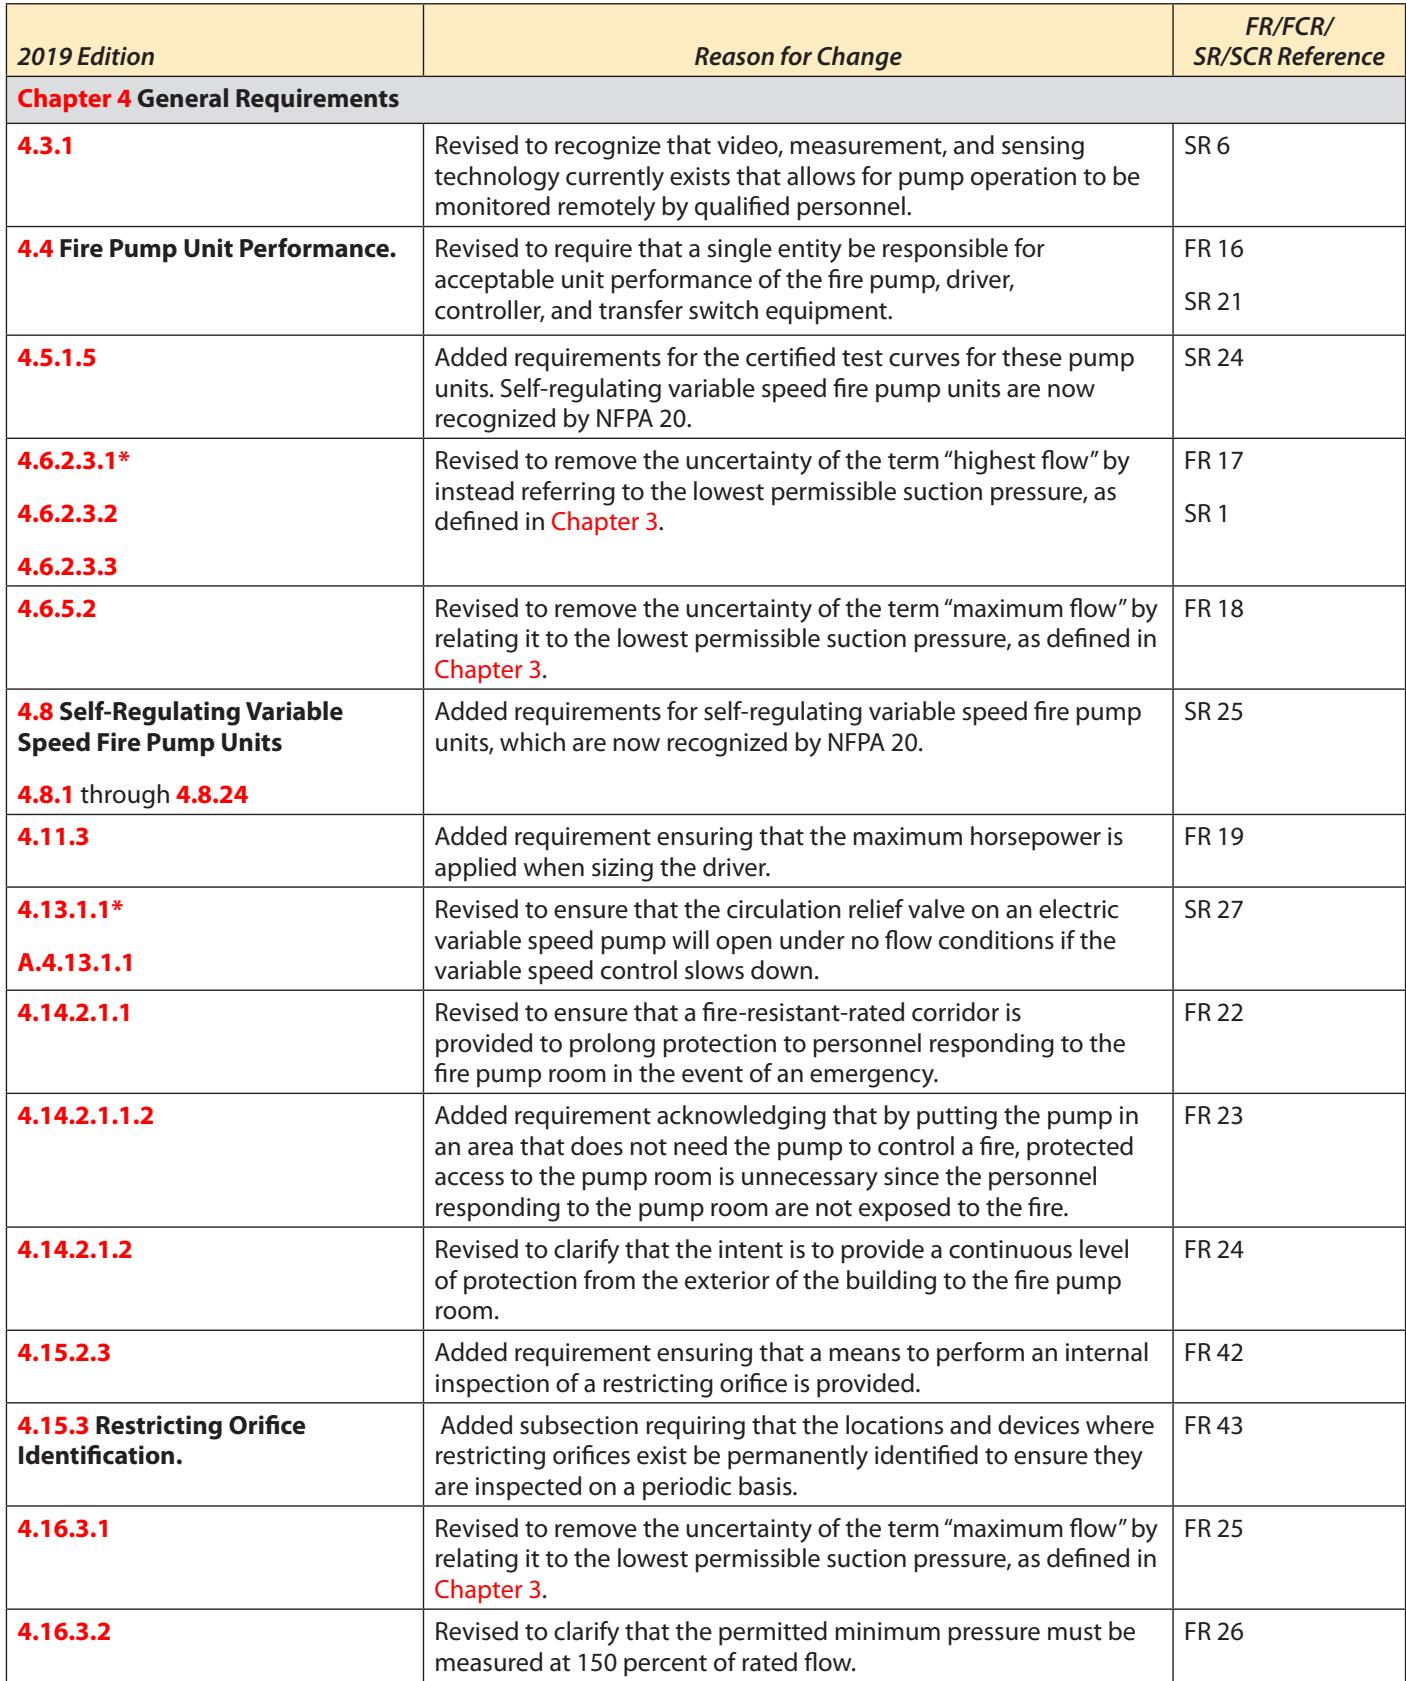 2019 Edition
Reason for Change
FR/FCR/
SR/SCR Reference
Chapter 4 General Requirements
4.3.1
Revised to recognize that video, measurement, and sensing
technology currently exists that allows for pump operation to be
monitored remotely by qualified personnel.
SR 6
4.4 Fire Pump Unit Performance.
Revised to require that a single entity be responsible for
acceptable unit performance of the fire pump, driver,
controller, and transfer switch equipment.
FR 16
SR 21
4.5.1.5
Added requirements for the certified test curves for these pump
units. Self-regulating variable speed fire pump units are now
recognized by NFPA 20.
SR 24
4.6.2.3.1*
4.6.2.3.2
4.6.2.3.3
Revised to remove the uncertainty of the term “highest flow” by
instead referring to the lowest permissible suction pressure, as
defined in Chapter 3.
FR 17
SR 1
4.6.5.2
Revised to remove the uncertainty of the term “maximum flow” by
relating it to the lowest permissible suction pressure, as defined in
Chapter 3.
FR 18
4.8 Self-Regulating Variable
Speed Fire Pump Units
4.8.1 through 4.8.24
Added requirements for self-regulating variable speed fire pump
units, which are now recognized by NFPA 20.
SR 25
4.11.3
Added requirement ensuring that the maximum horsepower is
applied when sizing the driver.
FR 19
4.13.1.1*
A.4.13.1.1
Revised to ensure that the circulation relief valve on an electric
variable speed pump will open under no flow conditions if the
variable speed control slows down.
SR 27
4.14.2.1.1
Revised to ensure that a fire-resistant-rated corridor is
provided to prolong protection to personnel responding to the
fire pump room in the event of an emergency.
FR 22
4.14.2.1.1.2
Added requirement acknowledging that by putting the pump in
an area that does not need the pump to control a fire, protected
access to the pump room is unnecessary since the personnel
responding to the pump room are not exposed to the fire.
FR 23
4.14.2.1.2
Revised to clarify that the intent is to provide a continuous level
of protection from the exterior of the building to the fire pump
room.
FR 24
4.15.2.3
Added requirement ensuring that a means to perform an internal
inspection of a restricting orifice is provided.
FR 42
4.15.3 Restricting Orifice
Identification.
Added subsection requiring that the locations and devices where
restricting orifices exist be permanently identified to ensure they
are inspected on a periodic basis.
FR 43
4.16.3.1
Revised to remove the uncertainty of the term “maximum flow” by
relating it to the lowest permissible suction pressure, as defined in
Chapter 3.
FR 25
4.16.3.2
Revised to clarify that the permitted minimum pressure must be
measured at 150 percent of rated flow.
FR 26